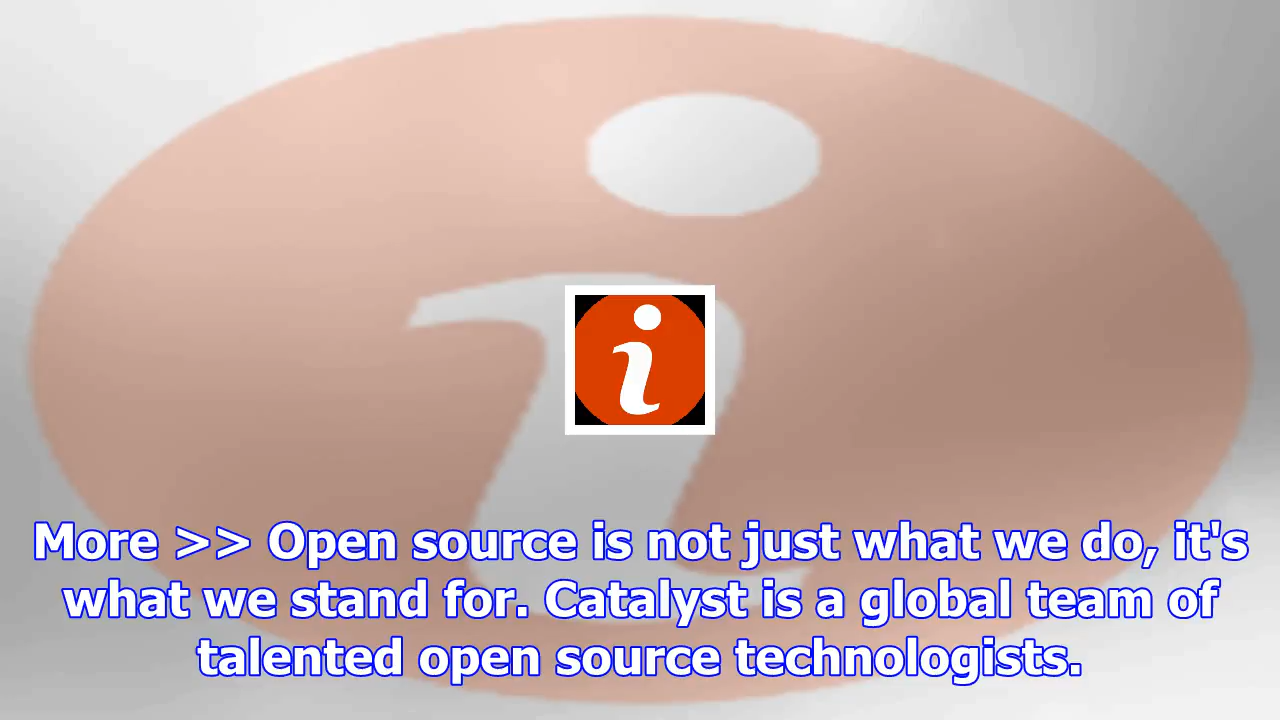 More >> Open source is not just what we do, it's
what we stand for. Catalyst is a global team of
talented open source technologists.